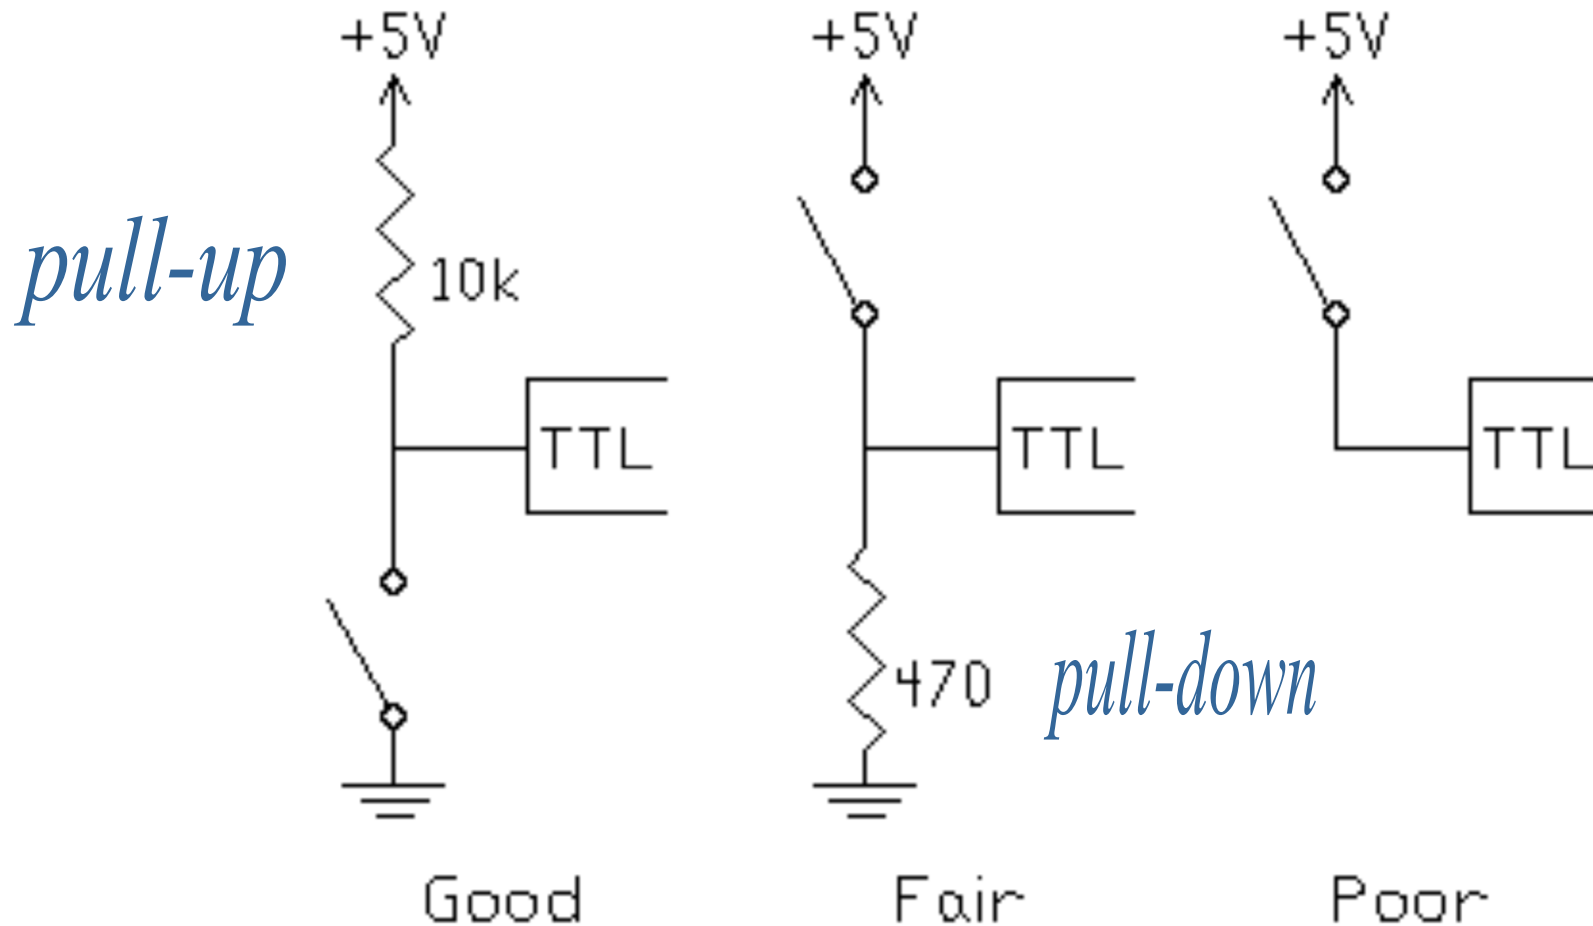 +5V
+5V
+5V
pull-up
10k
TTL
TTL
TTL
470
pull-down
Good
Fair
Poor